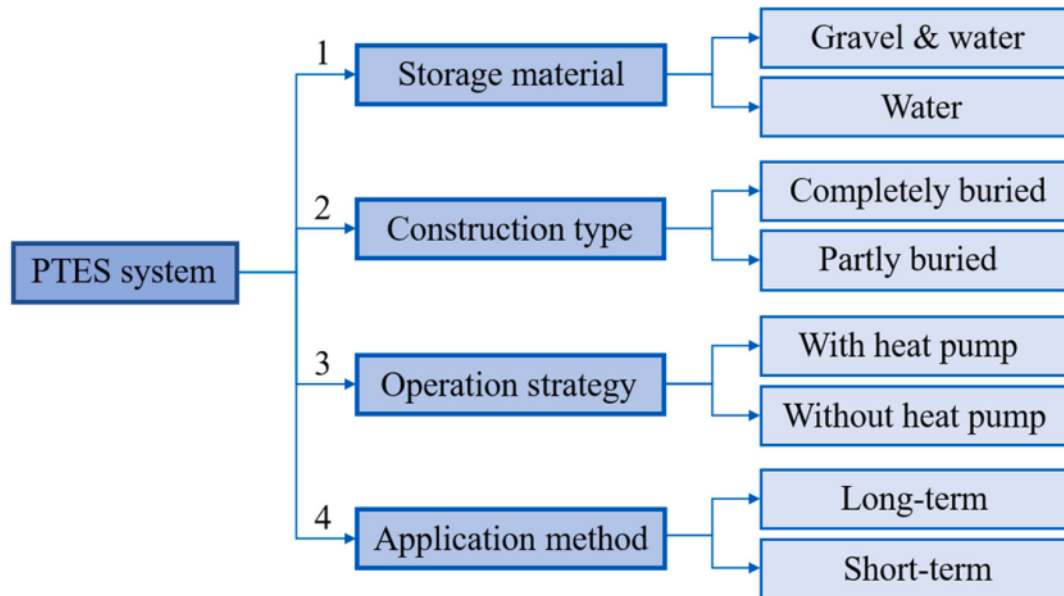 PTES system
1
Storage material
Gravel & water
Water
2
Construction type
Completely buried
Partly buried
3
Operation strategy
With heat pump
Without heat pump
4
Application method
Long-term
Short-term